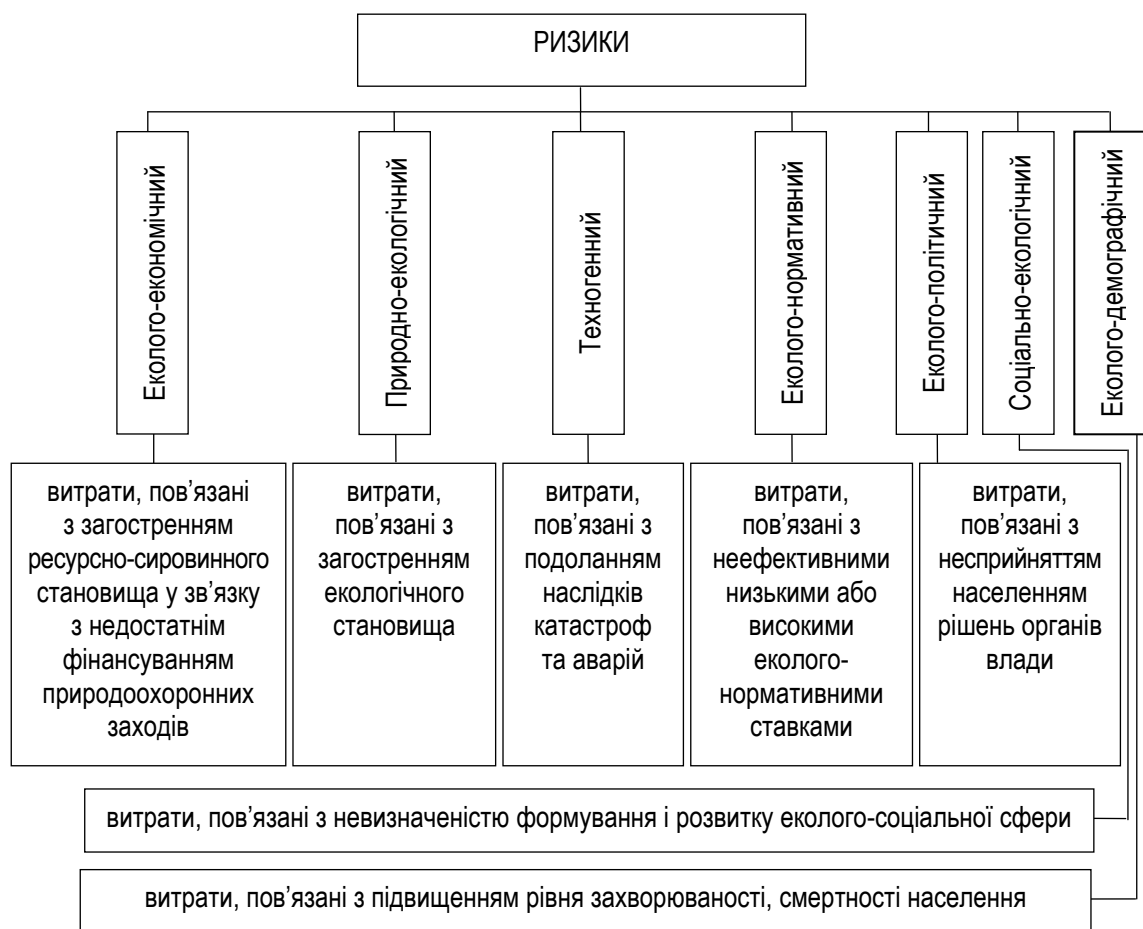 РИЗИКИ
Еколого-економічний
Природно-екологічний
Техногенний
Еколого-нормативний
Еколого-політичний
Соціально-екологічний
Еколого-демографічний
витрати, пов’язані
з загостренням
ресурсно-сировинного
становища у зв’язку
з недостатнім
фінансуванням
природоохоронних
заходів
витрати,
пов’язані з
загостренням
екологічного
становища
витрати,
пов’язані з
подоланням
наслідків
катастроф
та аварій
витрати,
пов’язані з
неефективними
низькими або
високими
еколого-
нормативними
ставками
витрати,
пов’язані з
несприйняттям
населенням
рішень органів
влади
витрати, пов’язані з невизначеністю формування і розвитку еколого-соціальної сфери
витрати, пов’язані з підвищенням рівня захворюваності, смертності населення